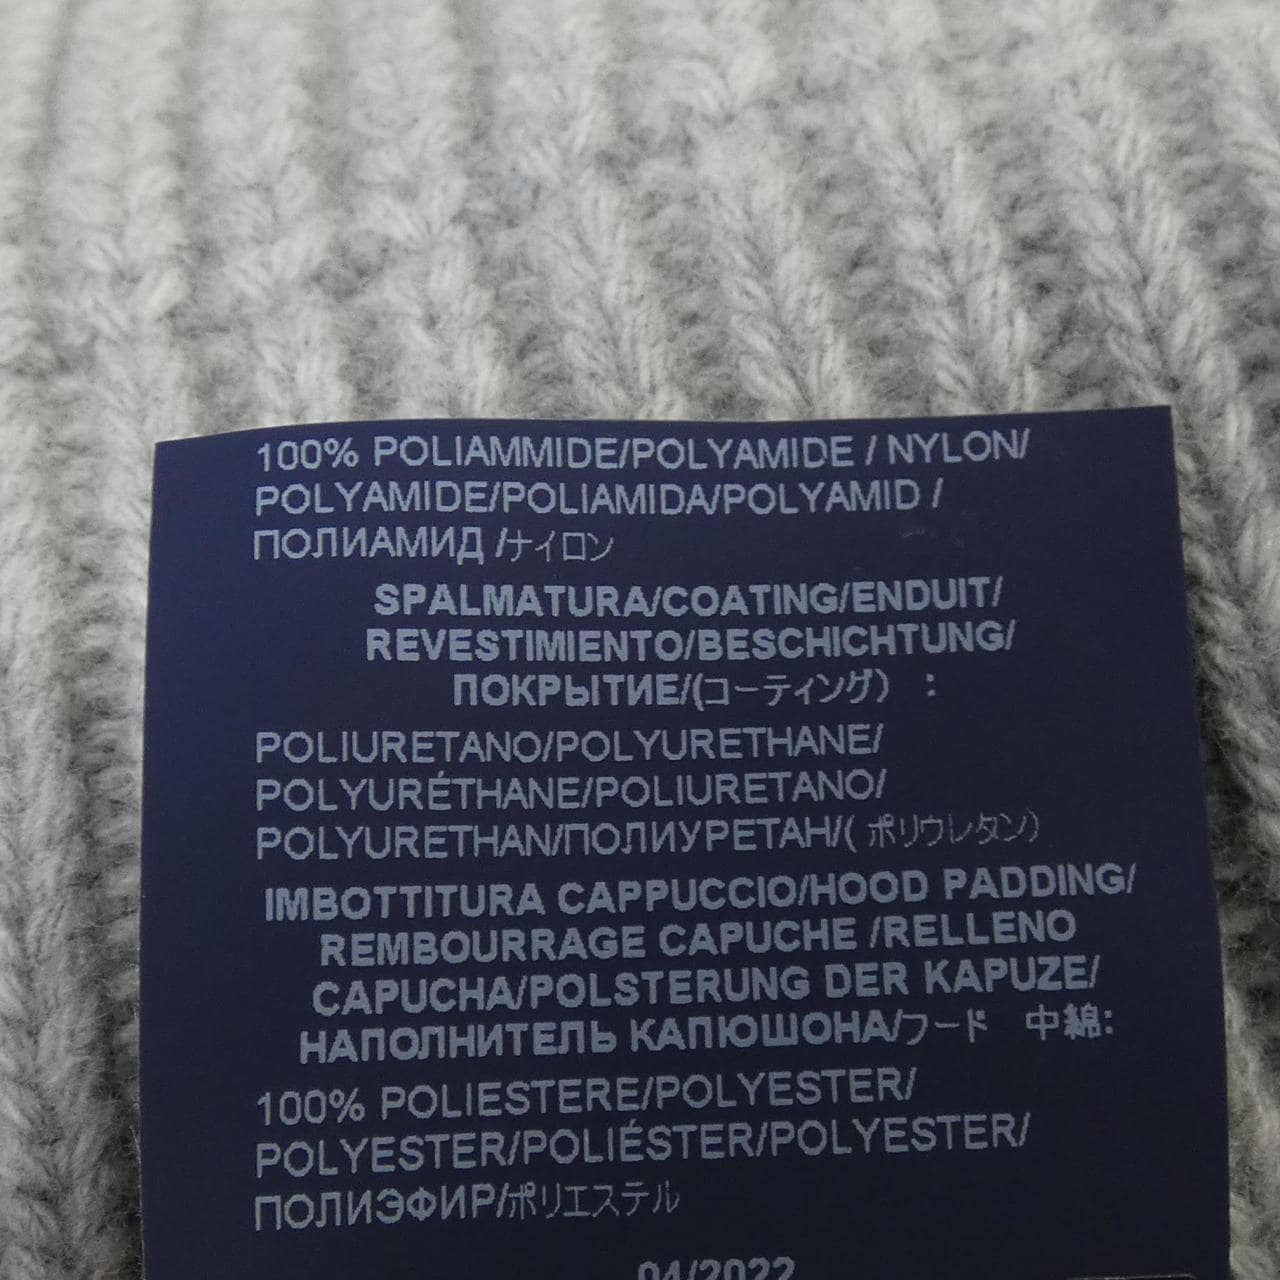 100% POLIAMMIDE/POLYAMIDE / NYLON/
POLYAMIDE/POLIAMIDA/POLYAMID /
ПОЛИАМИД /ナイロン
SPALMATURA/COATING/ENDUIT/
REVESTIMIENTO/BESCHICHTUNG/
ПОКРЫТИЕ/(コーティング) :
POLIURETANO/POLYURETHANE/
POLYURÉTHANE/POLIURETANO/
POLYURETHAN/ПОЛИУРЕТАН/( ポリウレタン)
IMBOTTITURA CAPPUCCIO/HOOD PADDING/
REMBOURRAGE CAPUCHE /RELLENO
CAPUCHA/POLSTERUNG DER KAPUZE/
НАПОЛНИТЕЛЬ КАПЮШОНА/フード 中綿:
100% POLIESTERE/POLYESTER/
POLYESTER/POLIÉSTER/POLYESTER/
ПОЛИЭФИР/ポリエステル
04/2022